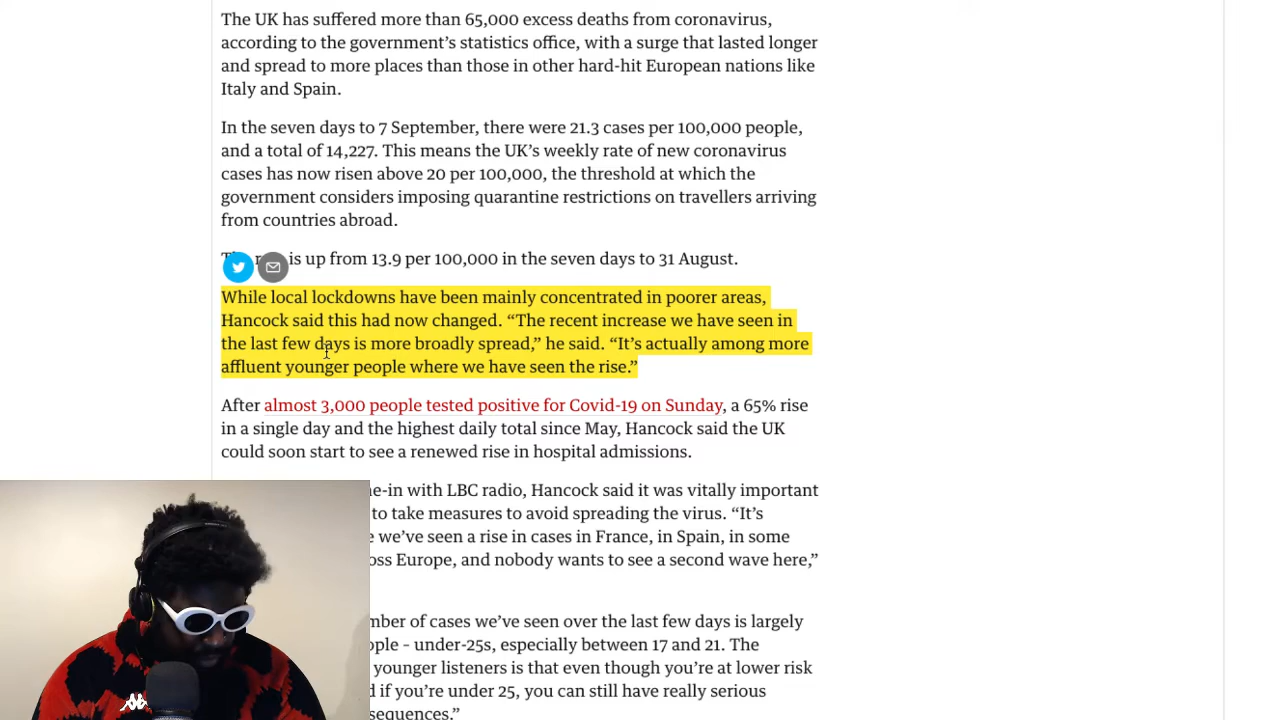 The UK has suffered more than 65,000 excess deaths from coronavirus,
according to the government’s statistics office, with a surge that lasted longer
and spread to more places than those in other hard-hit European nations like
Italy and Spain.
In the seven days to 7 September, there were 21.3 cases per 100,000 people,
and a total of 14,227. This means the UK’s weekly rate of new coronavirus
cases has now risen above 20 per 100,000, the threshold at which the
government considers imposing quarantine restrictions on travellers arriving
from countries abroad.
is up from 13.9 per 100,000 in the seven days to 31 August.
While local lockdowns have been mainly concentrated in poorer areas,
Hancock said this had now changed. “The recent increase we have seen in
the last few days is more broadly spread,” he said. “It’s actually among more
affluent younger people where we have seen the rise.”
After almost 3,000 people tested positive for Covid-19 on Sunday, a 65% rise
in a single day and the highest daily total since May, Hancock said the UK
could soon start to see a renewed rise in hospital admissions.
e-in with LBC radio, Hancock said it was vitally important
to take measures to avoid spreading the virus. “It’s
we’ve seen a rise in cases in France, in Spain, in some
oss Europe, and nobody wants to see a second wave here,”
mber of cases we’ve seen over the last few days is largely
ople – under-25s, especially between 17 and 21. The
younger listeners is that even though you’re at lower risk
d if you’re under 25, you can still have really serious
sequences.”